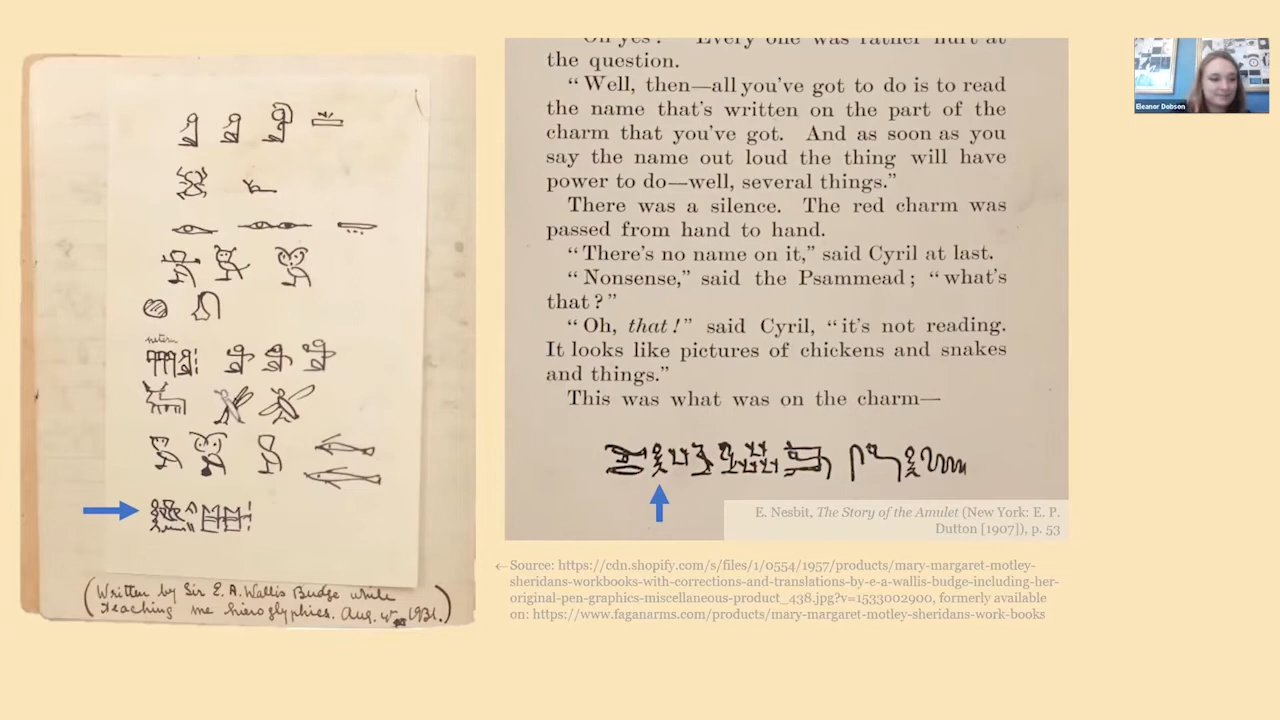 netern
(Written by Sir E. A. Wallis Budge while
teaching me hieroglyphics. Aug. 1931.)
Oh yes! Every one was rather hurt at
the question.
“ Well, then—all you've got to do is to read
the name that's written on the part of the
charm that you've got. And as soon as you
say the name out loud the thing will have
power to do—well, several things.”
There was a silence. The red charm was
passed from hand to hand.
“ There's no name on it,” said Cyril at last.
“ Nonsense,” said the Psammead ; “ what's
that ? ”
“ Oh, that ! ” said Cyril, “ it's not reading.
It looks like pictures of chickens and snakes
and things.”
This was what was on the charm—
E. Nesbit, The Story of the Amulet (New York: E. P.
Dutton [1907]), p. 53
←Source: https://cdn.shopify.com/s/files/1/0554/1957/products/mary-margaret-motley-
sheridans-workbooks-with-corrections-and-translations-by-e-a-wallis-budge-including-her-
original-pen-graphics-miscellaneous-product_438.jpg?v=1533002900, formerly available
on: https://www.faganarms.com/products/mary-margaret-motley-sheridans-work-books
Eleanor Dobson